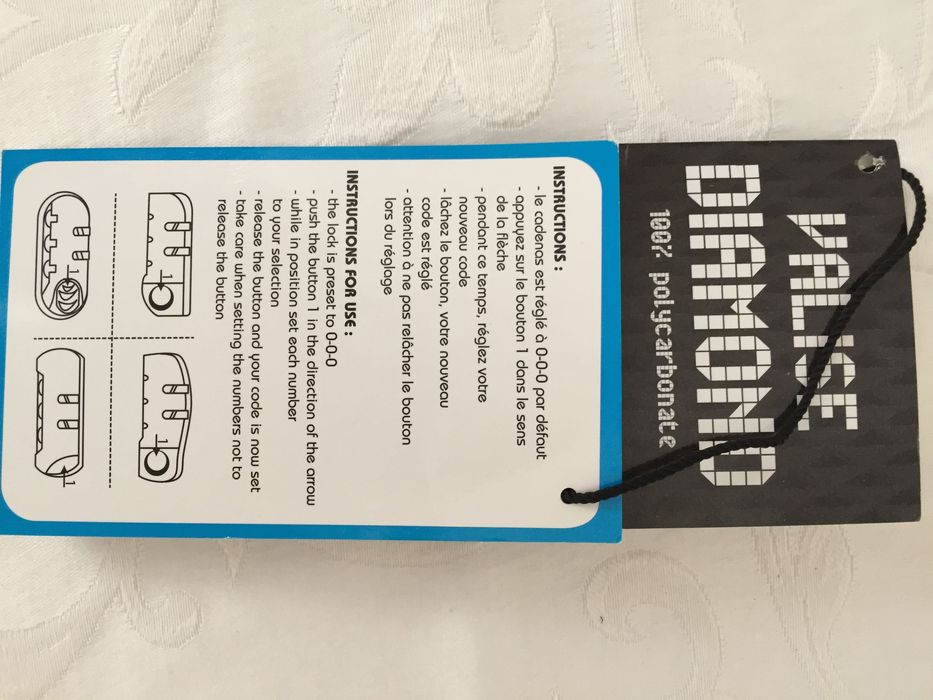 VALISE
DIAMOND
100% polycarbonate
INSTRUCTIONS :
- le cadenas est réglé à 0-0-0 par défaut
- appuyez sur le bouton 1 dans le sens
de la flèche
- pendant ce temps, réglez votre
nouveau code
- lâchez le bouton, votre nouveau
code est réglé
- attention à ne pas relâcher le bouton
lors du réglage
INSTRUCTIONS FOR USE :
- the lock is preset to 0-0-0
- push the button 1 in the direction of the arrow
- while in position set each number
to your selection
- release the button and your code is now set
- take care when setting the numbers not to
release the button
1
1
1
1